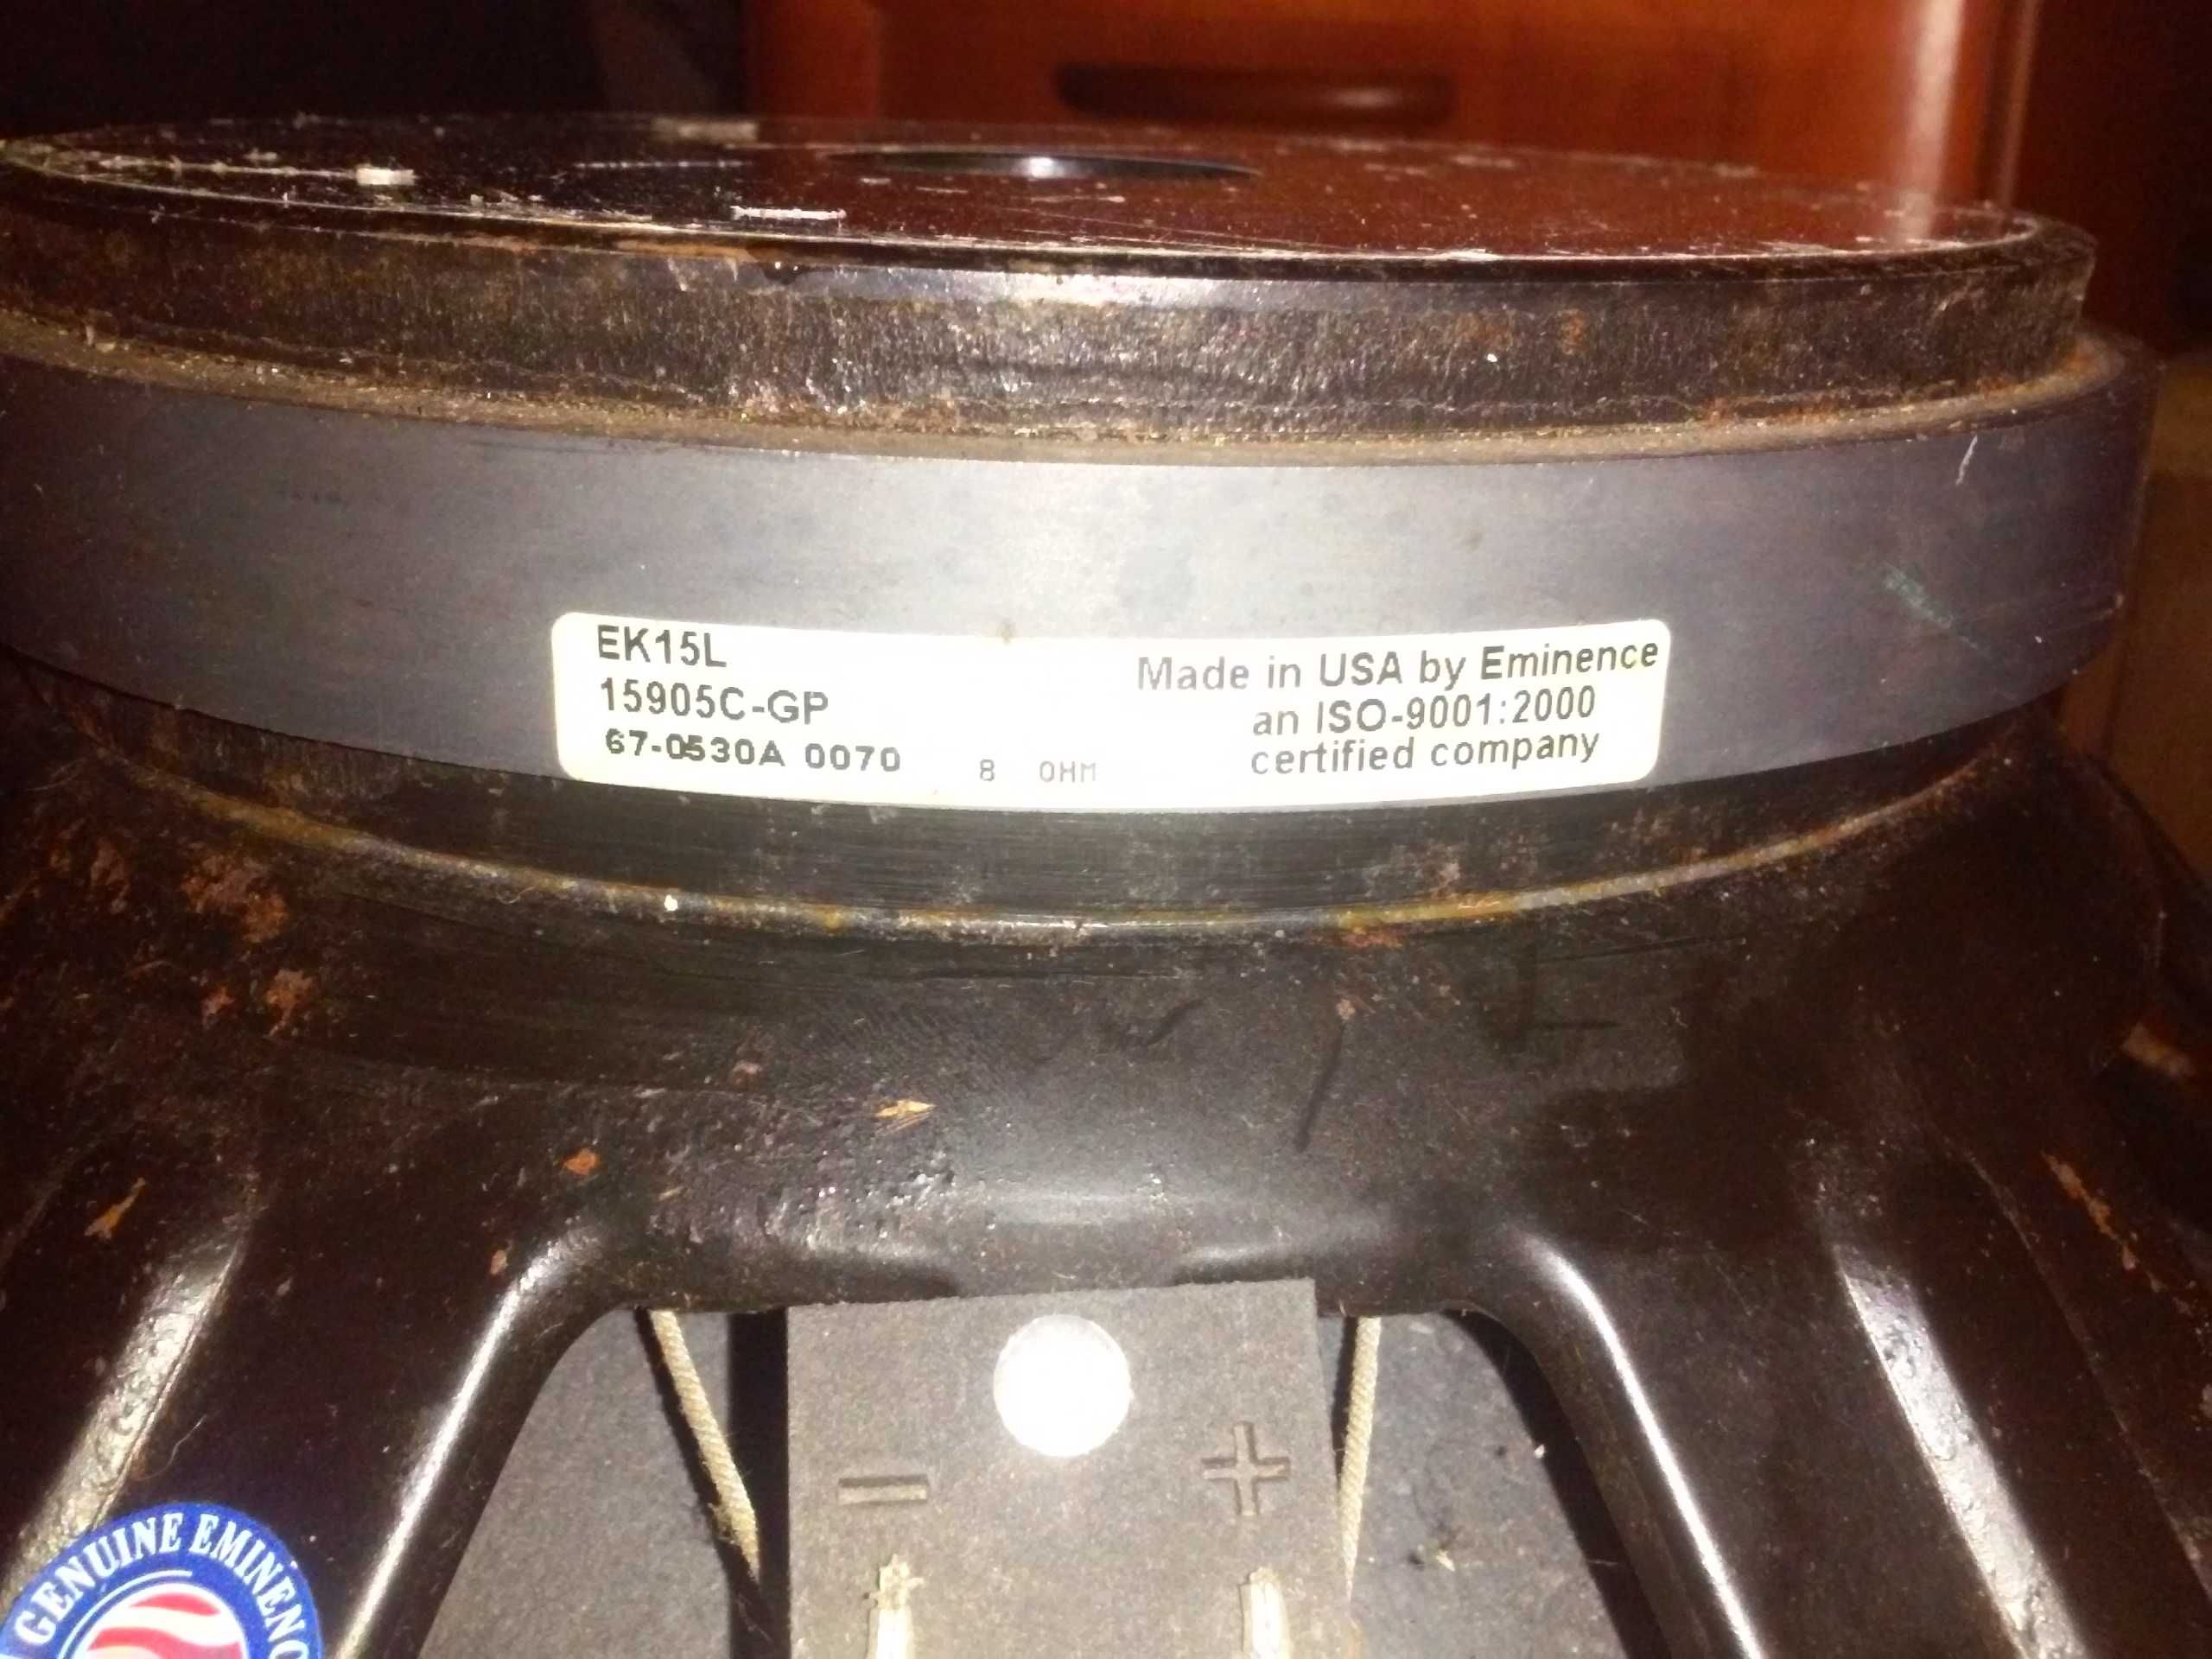 EK15L
15905C-GP
67-0530A 0070 8 OHM
Made in USA by Eminence
an ISO-9001:2000
certified company
- +
GENUINE EMINENC